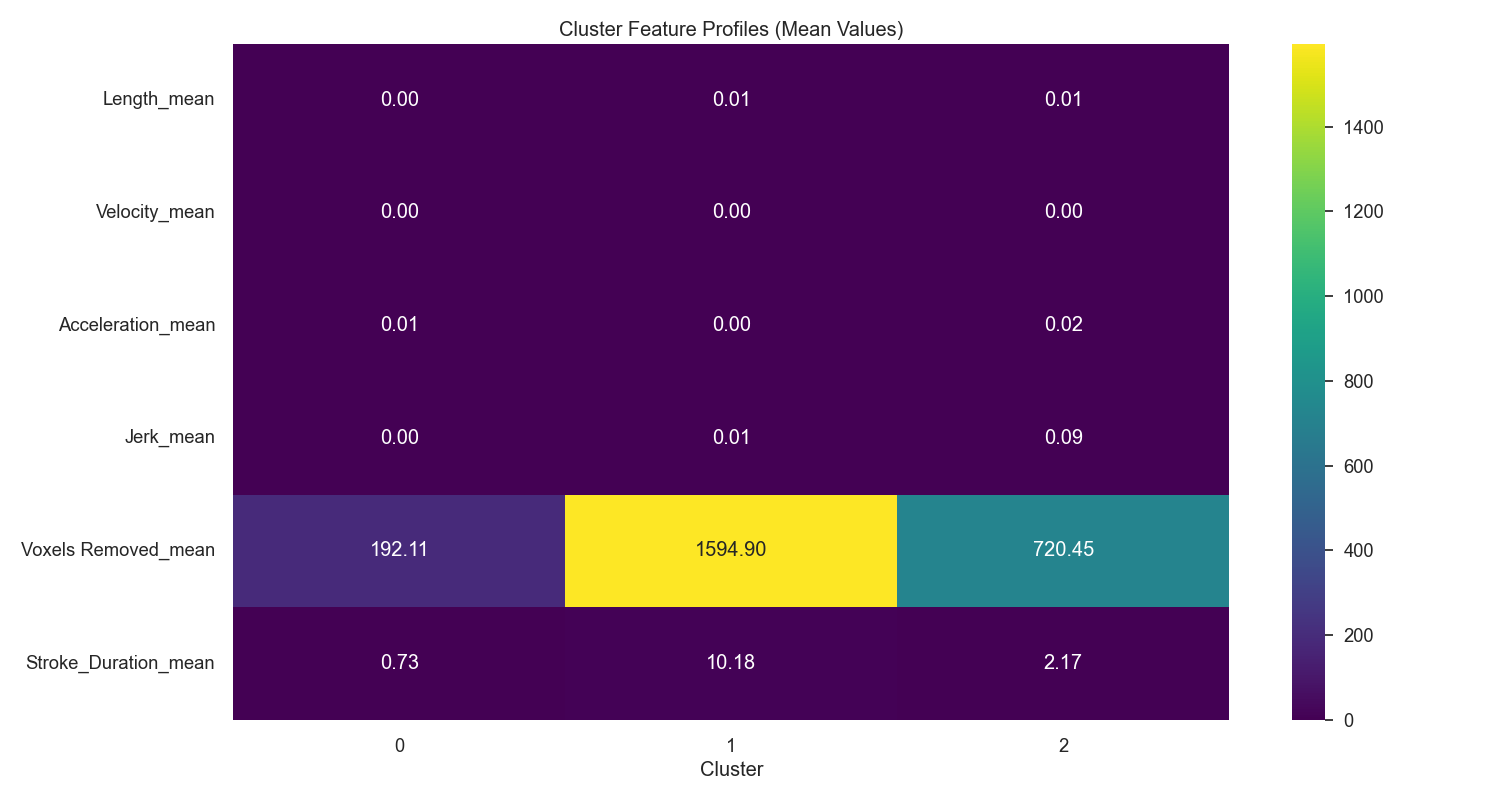 Cluster Feature Profiles (Mean Values)
Length_mean 0.00 0.01 0.01
Velocity_mean 0.00 0.00 0.00
Acceleration_mean 0.01 0.00 0.02
Jerk_mean 0.00 0.01 0.09
Voxels Removed_mean 192.11 1594.90 720.45
Stroke_Duration_mean 0.73 10.18 2.17
0 1 2
Cluster
1400
1200
1000
800
600
400
200
0